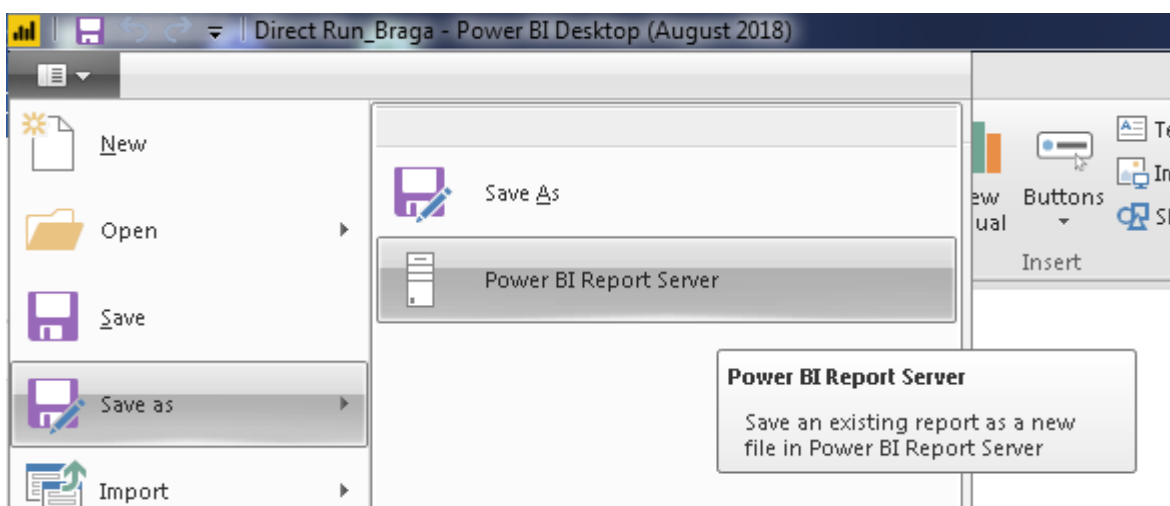 Direct Run_Braga - Power BI Desktop (August 2018)
New
Open
Save
Save as
Import
Save As
Power BI Report Server
Power BI Report Server
Save an existing report as a new
file in Power BI Report Server
Buttons
Insert